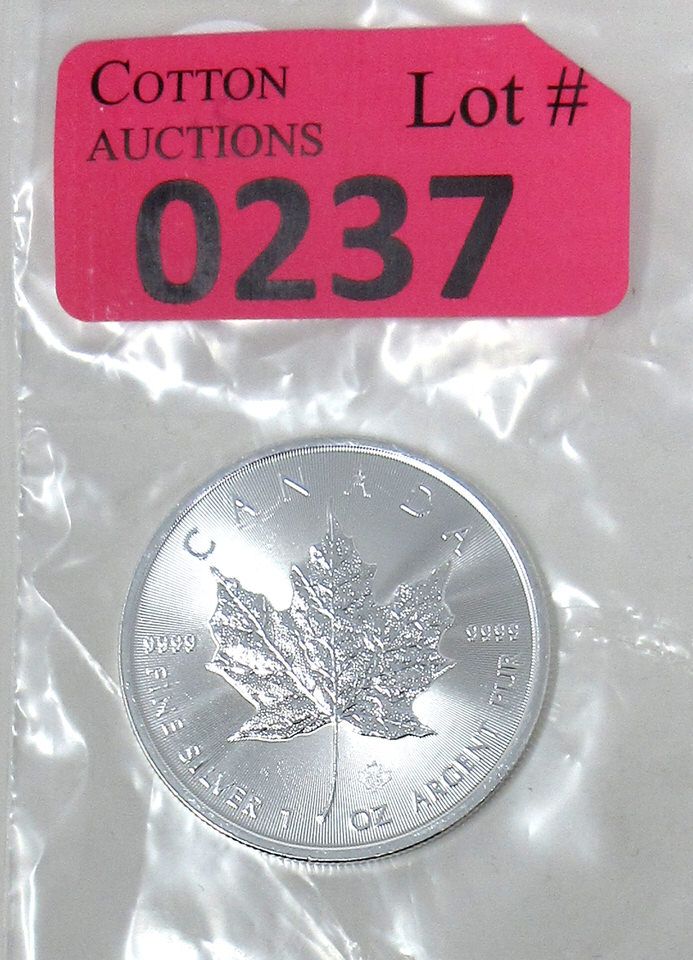 COTTON
AUCTIONS
Lot #
0237
CANADA
9999
9999
FINE SILVER 1 OZ ARGENT PUR